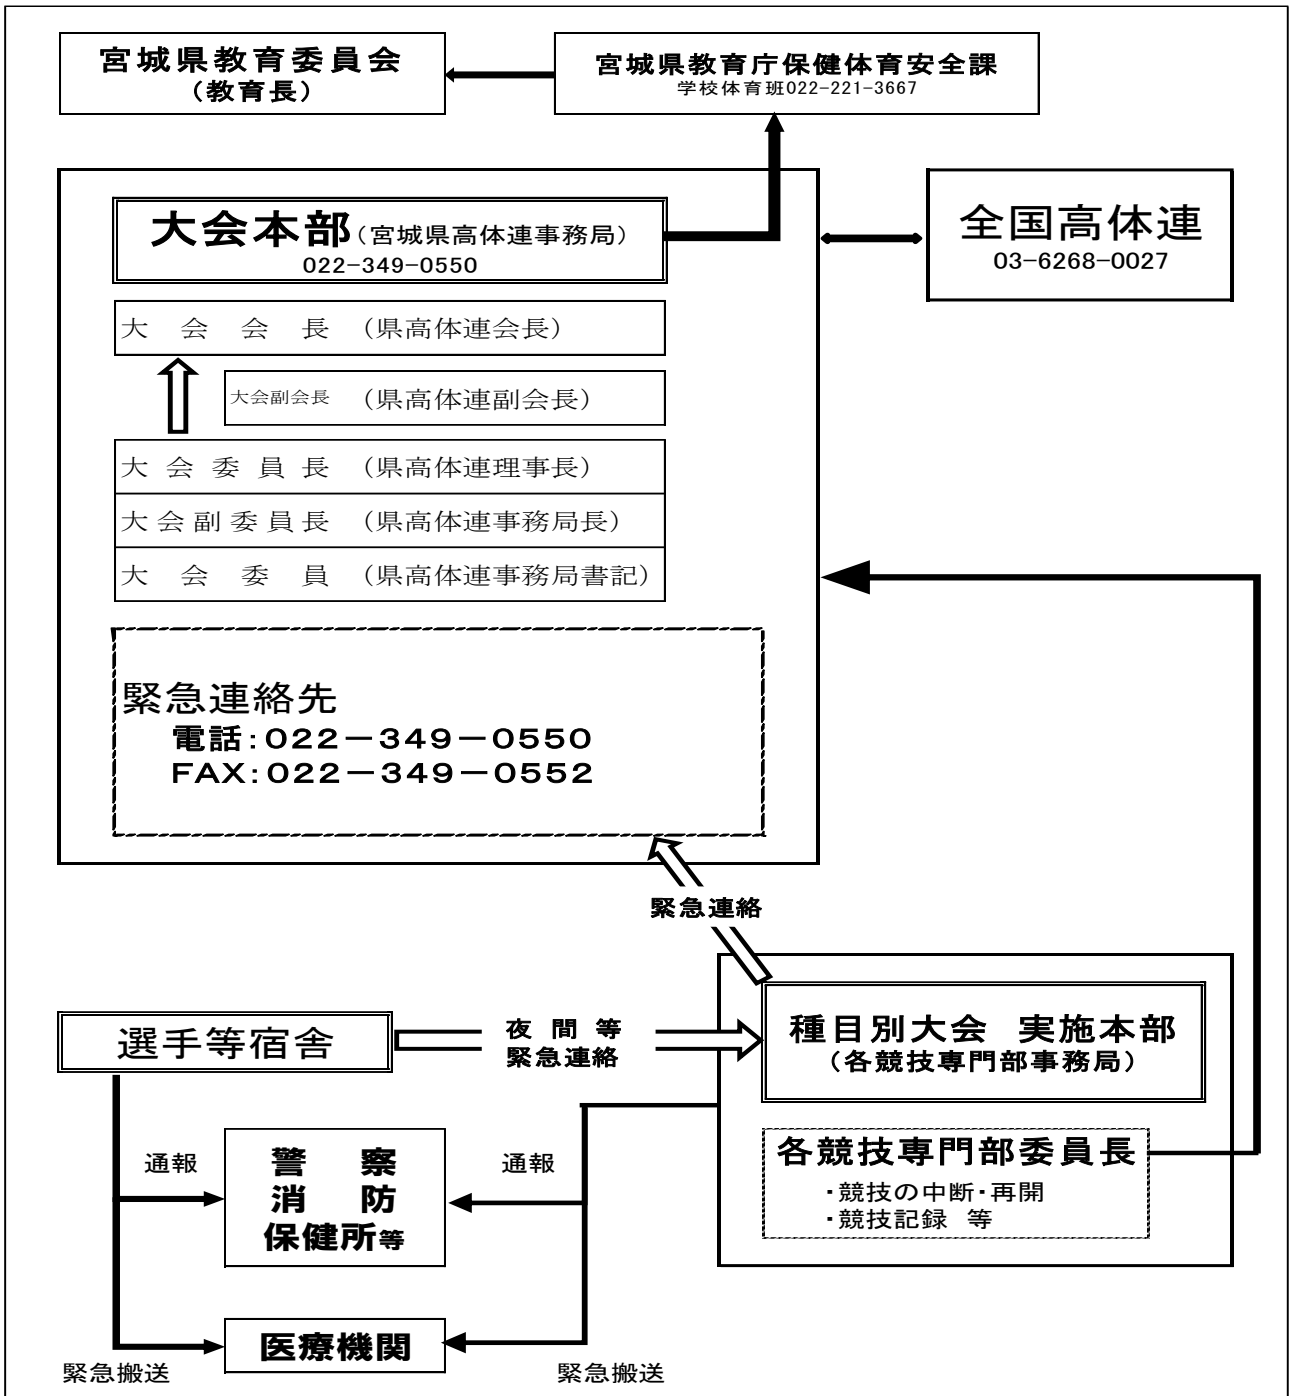 宮城県教育委員会
（教育長）
宮城県教育庁保健体育安全課
学校体育班022-221-3667
大会本部（宮城県高体連事務局）
022-349-0550
全国高体連
03-6268-0027
大会会長（県高体連会長）
大会副会長（県高体連副会長）
大会委員長（県高体連理事長）
大会副委員長（県高体連事務局長）
大会委員（県高体連事務局書記）
緊急連絡先
電話:022-349-0550
FAX:022-349-0552
緊急連絡
選手等宿舎
夜間等
緊急連絡
種目別大会 実施本部
（各競技専門部事務局）
各競技専門部委員長
・競技の中断・再開
・競技記録 等
通報
警察
消防
保健所等
通報
医療機関
緊急搬送
緊急搬送